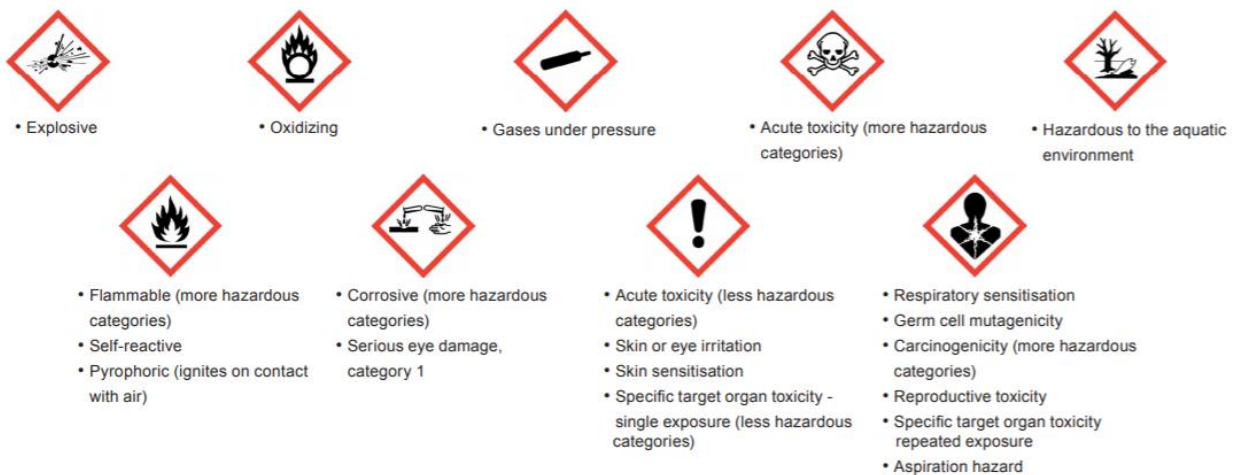 • Explosive
• Oxidizing
• Gases under pressure
• Acute toxicity (more hazardous
categories)
• Hazardous to the aquatic
environment
• Flammable (more hazardous
categories)
• Self-reactive
• Pyrophoric (ignites on contact
with air)
• Corrosive (more hazardous
categories)
• Serious eye damage,
category 1
• Acute toxicity (less hazardous
categories)
• Skin or eye irritation
• Skin sensitisation
• Specific target organ toxicity -
single exposure (less hazardous
categories)
• Respiratory sensitisation
• Germ cell mutagenicity
• Carcinogenicity (more hazardous
categories)
• Reproductive toxicity
• Specific target organ toxicity
repeated exposure
• Aspiration hazard